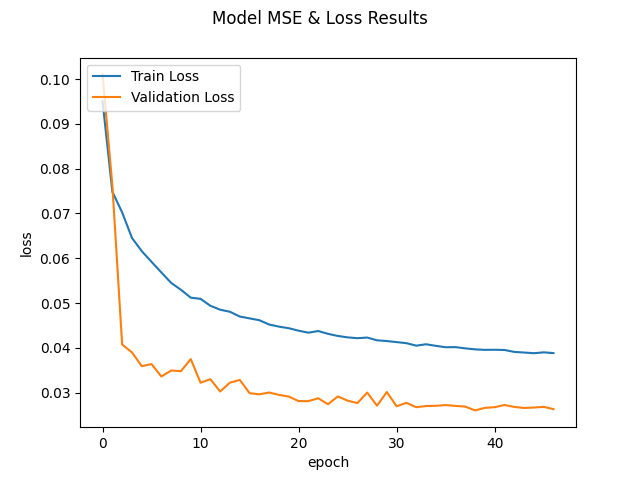 Model MSE & Loss Results
Train Loss
Validation Loss
0.10
0.09
0.08
0.07
0.06
0.05
0.04
0.03
loss
0 10 20 30 40
epoch